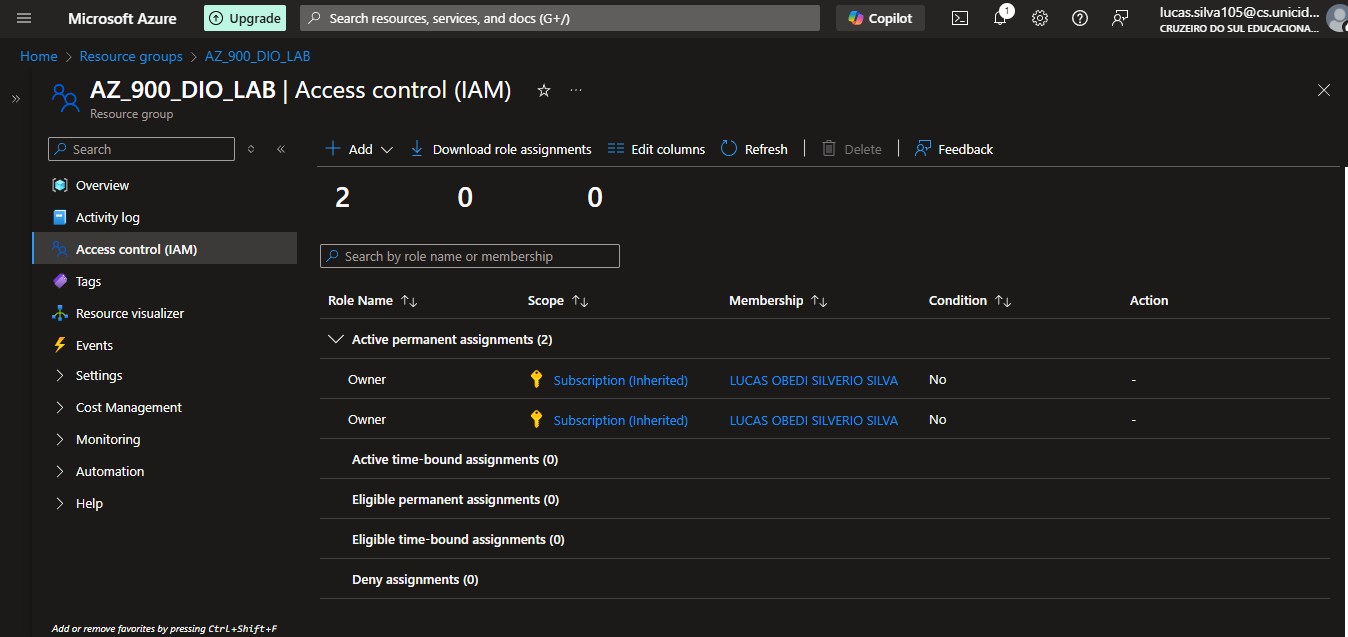 Microsoft Azure
Upgrade
Search resources, services, and docs (G+/)
Copilot
1
lucas.silva105@cs.unicid...
CRUZEIRO DO SUL EDUCACIONA...
Home > Resource groups > AZ_900_DIO_LAB
AZ_900_DIO_LAB | Access control (IAM)
Resource group
Search
Overview
Activity log
Access control (IAM)
Tags
Resource visualizer
Events
Settings
Cost Management
Monitoring
Automation
Help
Add or remove favorites by pressing Ctrl+Shift+F
Add Download role assignments Edit columns Refresh Delete Feedback
2 0 0
Search by role name or membership
Role Name Scope Membership Condition Action
Active permanent assignments (2)
Owner Subscription (Inherited) LUCAS OBEDI SILVERIO SILVA No -
Owner Subscription (Inherited) LUCAS OBEDI SILVERIO SILVA No -
Active time-bound assignments (0)
Eligible permanent assignments (0)
Eligible time-bound assignments (0)
Deny assignments (0)